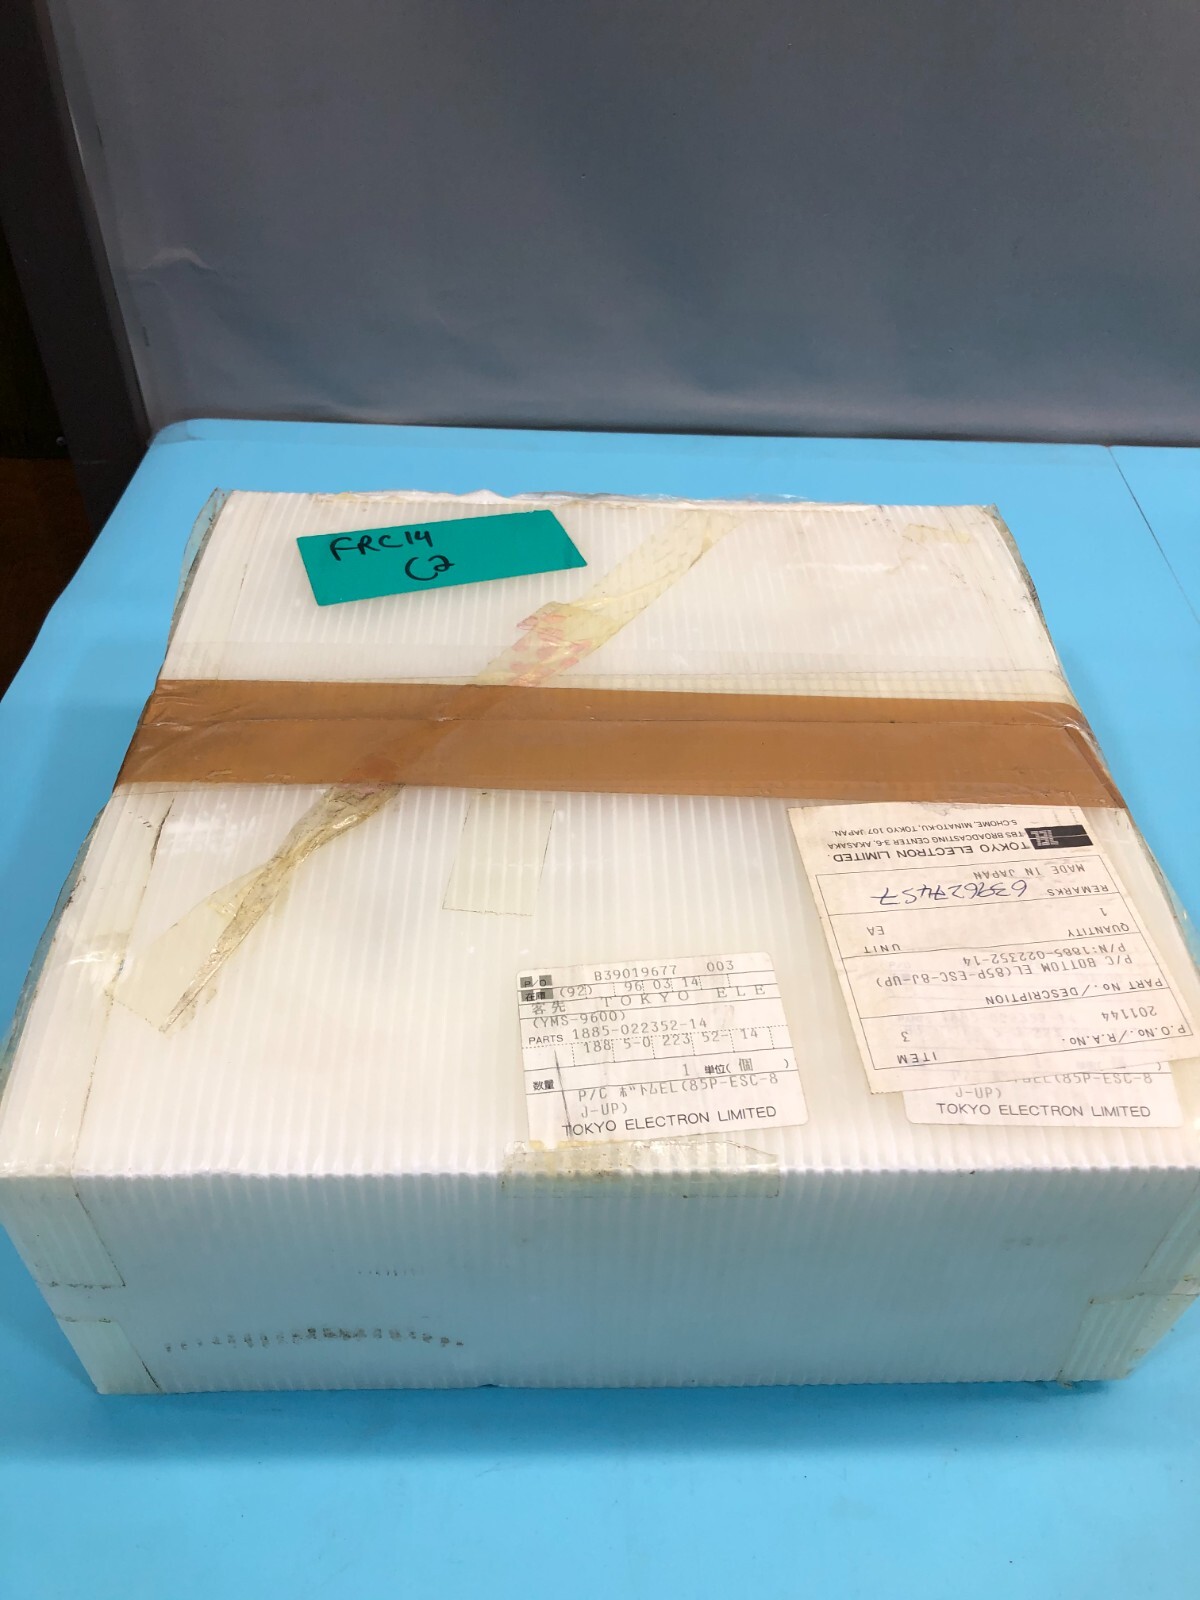 FRC14
C2
P/O B39019677 003
在庫 (92) 96 03 14
客先 TOKYO ELE
(YMS-9600)
PARTS 1885-022352-14
188 5-0 223 52- 14
数量 1 単位( 個 )
P/C ボトムEL(85P-ESC-8
J-UP)
TOKYO ELECTRON LIMITED
TOKYO ELECTRON LIMITED.
TBS BROADCASTING CENTER 3-6, AKASAKA
5-CHOME, MINATO-KU, TOKYO 107 JAPAN.
P.O.No./R.A.No. ITEM
201144 3
PART No./DESCRIPTION
P/C BOTTOM EL(85P-ESC-8J-UP)
P/N:1885-022352-14
QUANTITY UNIT
1 EA
REMARKS 6396274S7
MADE IN JAPAN
(85P-ESC-8
J-UP)
TOKYO ELECTRON LIMITED